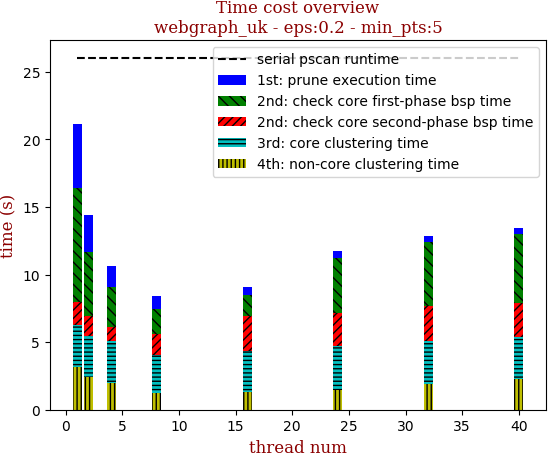 Time cost overview
webgraph_uk - eps:0.2 - min_pts:5
serial pscan runtime
1st: prune execution time
2nd: check core first-phase bsp time
2nd: check core second-phase bsp time
3rd: core clustering time
4th: non-core clustering time
time (s)
25
20
15
10
5
0
0 5 10 15 20 25 30 35 40
thread num